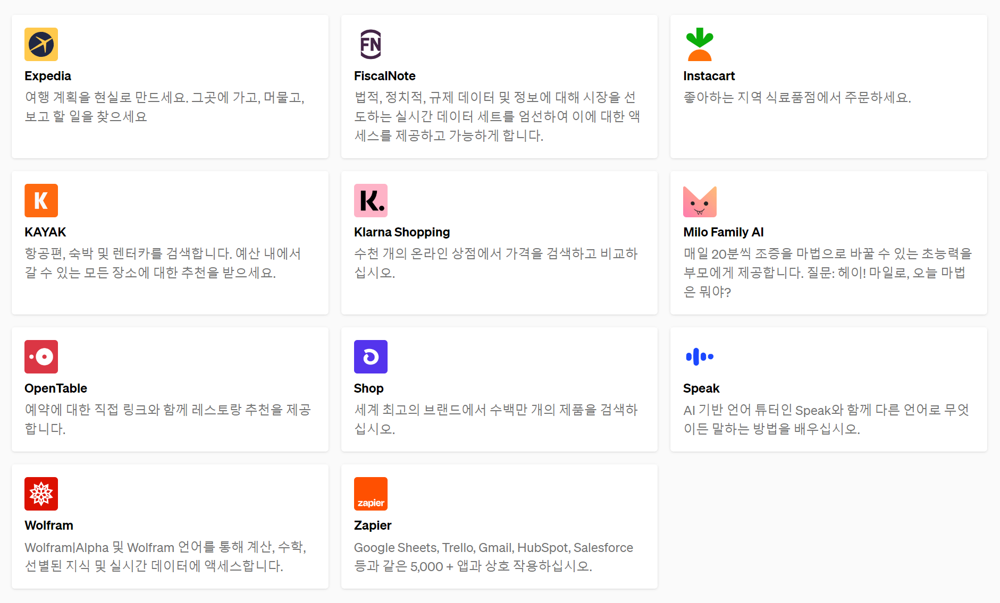 Expedia
여행 계획을 현실로 만드세요. 그곳에 가고, 머물고,
보고 할 일을 찾으세요
FN
FiscalNote
법적, 정치적, 규제 데이터 및 정보에 대해 시장을 선
도하는 실시간 데이터 세트를 엄선하여 이에 대한 액
세스를 제공하고 가능하게 합니다.
Instacart
좋아하는 지역 식료품점에서 주문하세요.
K
KAYAK
항공편, 숙박 및 렌터카를 검색합니다. 예산 내에서
갈 수 있는 모든 장소에 대한 추천을 받으세요.
K.
Klarna Shopping
수천 개의 온라인 상점에서 가격을 검색하고 비교하
십시오.
Milo Family AI
매일 20분씩 조증을 마법으로 바꿀 수 있는 초능력을
부모에게 제공합니다. 질문: 헤이! 마일로, 오늘 마법
은 뭐야?
OpenTable
예약에 대한 직접 링크와 함께 레스토랑 추천을 제공
합니다.
Shop
세계 최고의 브랜드에서 수백만 개의 제품을 검색하
십시오.
Speak
AI 기반 언어 튜터인 Speak와 함께 다른 언어로 무엇
이든 말하는 방법을 배우십시오.
Wolfram
Wolfram|Alpha 및 Wolfram 언어를 통해 계산, 수학,
선별된 지식 및 실시간 데이터에 액세스합니다.
zapier
Zapier
Google Sheets, Trello, Gmail, HubSpot, Salesforce
등과 같은 5,000 + 앱과 상호 작용하십시오.